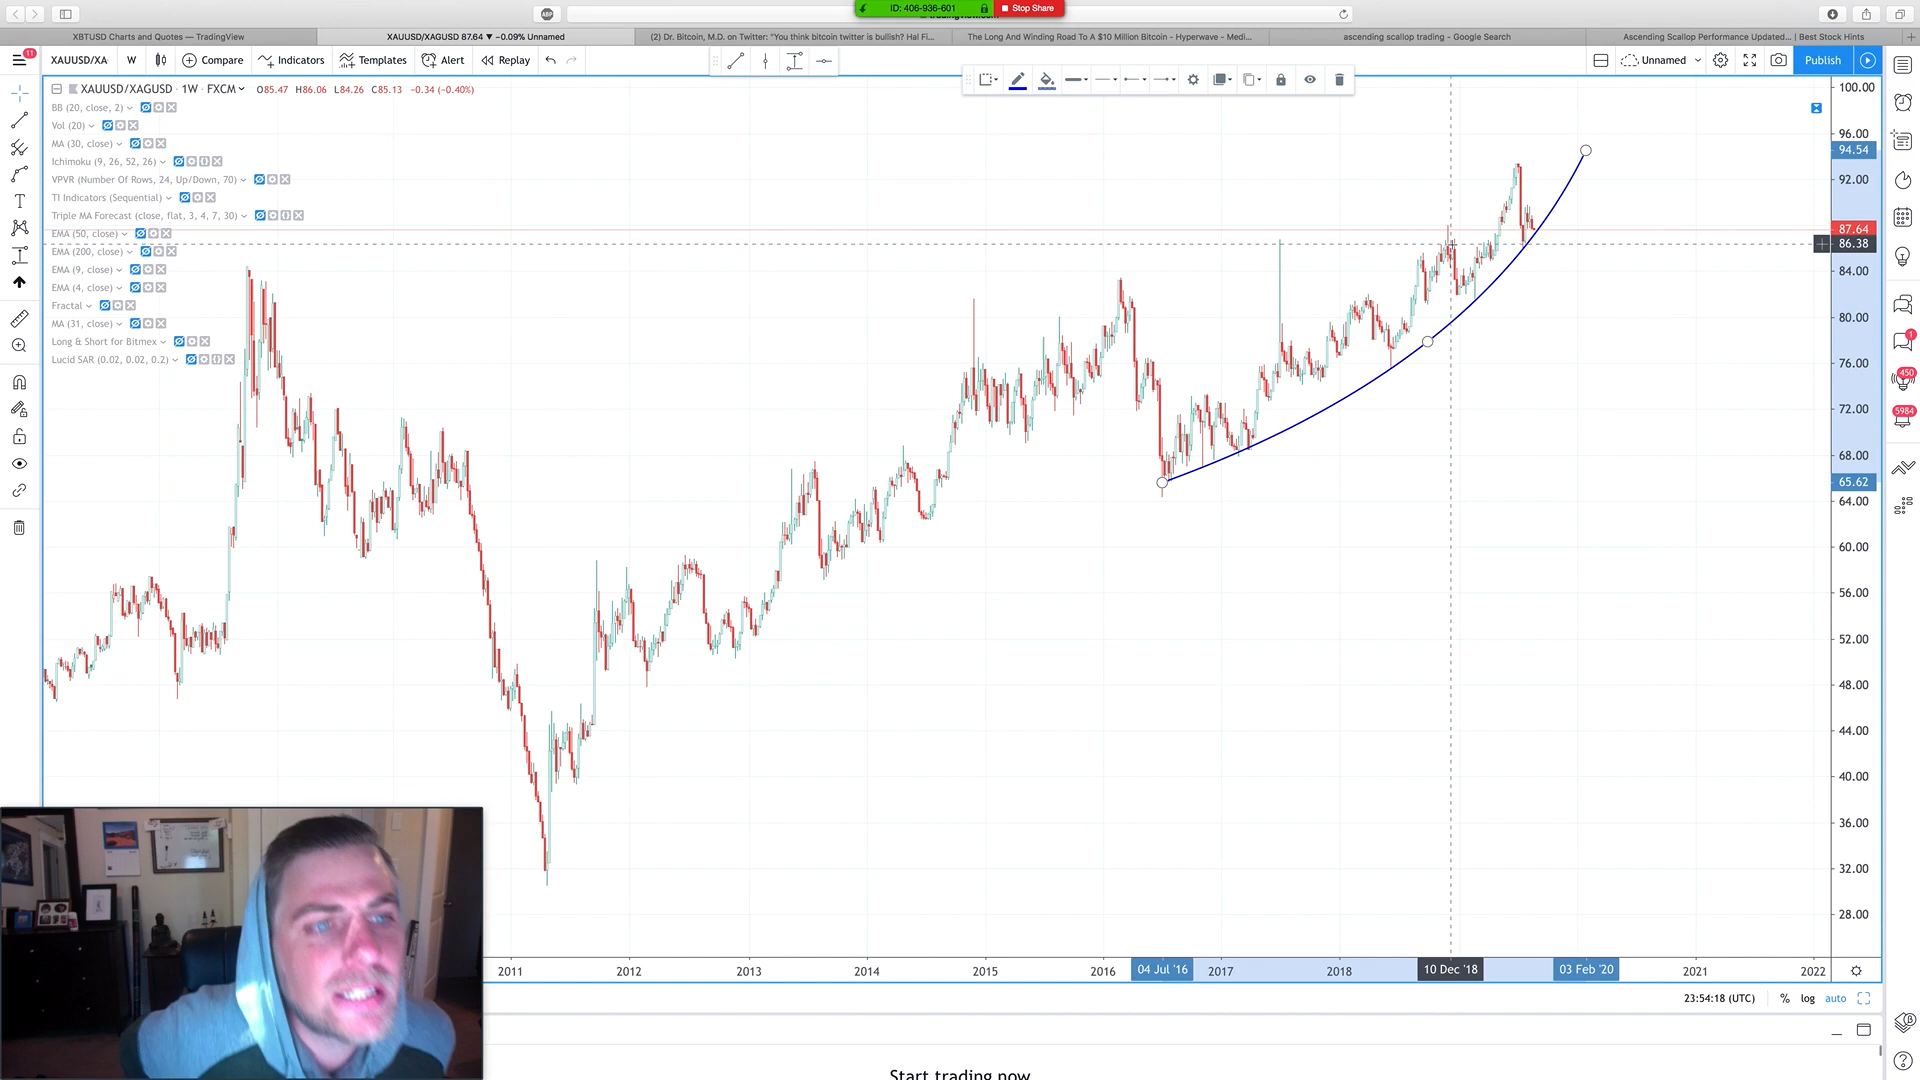 ID: 406-936-601
Stop Share
ABP
XBTUSD Charts and Quotes — TradingView
XAUUSD/XAGUSD 87.64 ▼ −0.09% Unnamed
(2) Dr. Bitcoin, M.D. on Twitter: "You think bitcoin twitter is bullish? Hal Fi...
The Long And Winding Road To A $10 Million Bitcoin - Hyperwave - Medi...
ascending scallop trading - Google Search
Ascending Scallop Performance Updated... | Best Stock Hints
11
XAUUSD/XA
W
Compare
Indicators
Templates
Alert
Replay
Unnamed
Publish
XAUUSD/XAGUSD · 1W · FXCM
O85.47 H86.06 L84.26 C85.13 −0.34 (−0.40%)
BB (20, close, 2)
Vol (20)
MA (30, close)
Ichimoku (9, 26, 52, 26)
VPVR (Number Of Rows, 24, Up/Down, 70)
TI Indicators (Sequential)
Triple MA Forecast (close, flat, 3, 4, 7, 30)
EMA (50, close)
EMA (200, close)
EMA (9, close)
EMA (4, close)
Fractal
MA (31, close)
Long & Short for Bitmex
Lucid SAR (0.02, 0.02, 0.2)
100.00
96.00
94.54
92.00
87.64
86.38
84.00
80.00
76.00
72.00
68.00
65.62
64.00
60.00
56.00
52.00
48.00
44.00
40.00
36.00
32.00
28.00
1
450
5984
2011
2012
2013
2014
2015
2016
04 Jul '16
2017
2018
10 Dec '18
03 Feb '20
2021
2022
23:54:18 (UTC)
%
log
auto
Start trading now